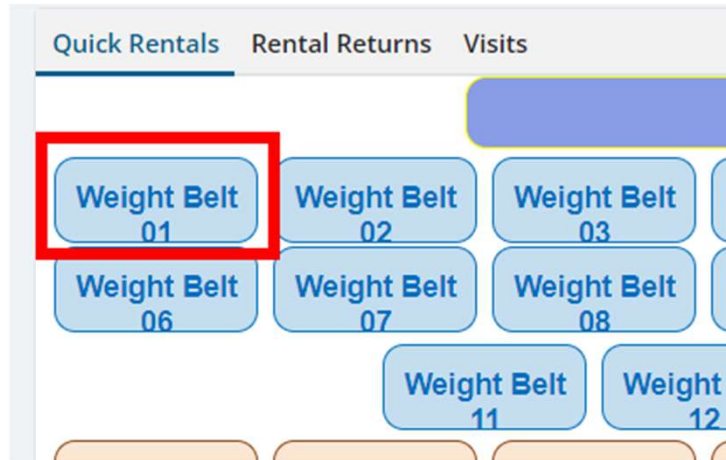 Quick Rentals Rental Returns Visits
Weight Belt Weight Belt Weight Belt
01 02 03
Weight Belt Weight Belt Weight Belt
06 07 08
Weight Belt Weight
11 12